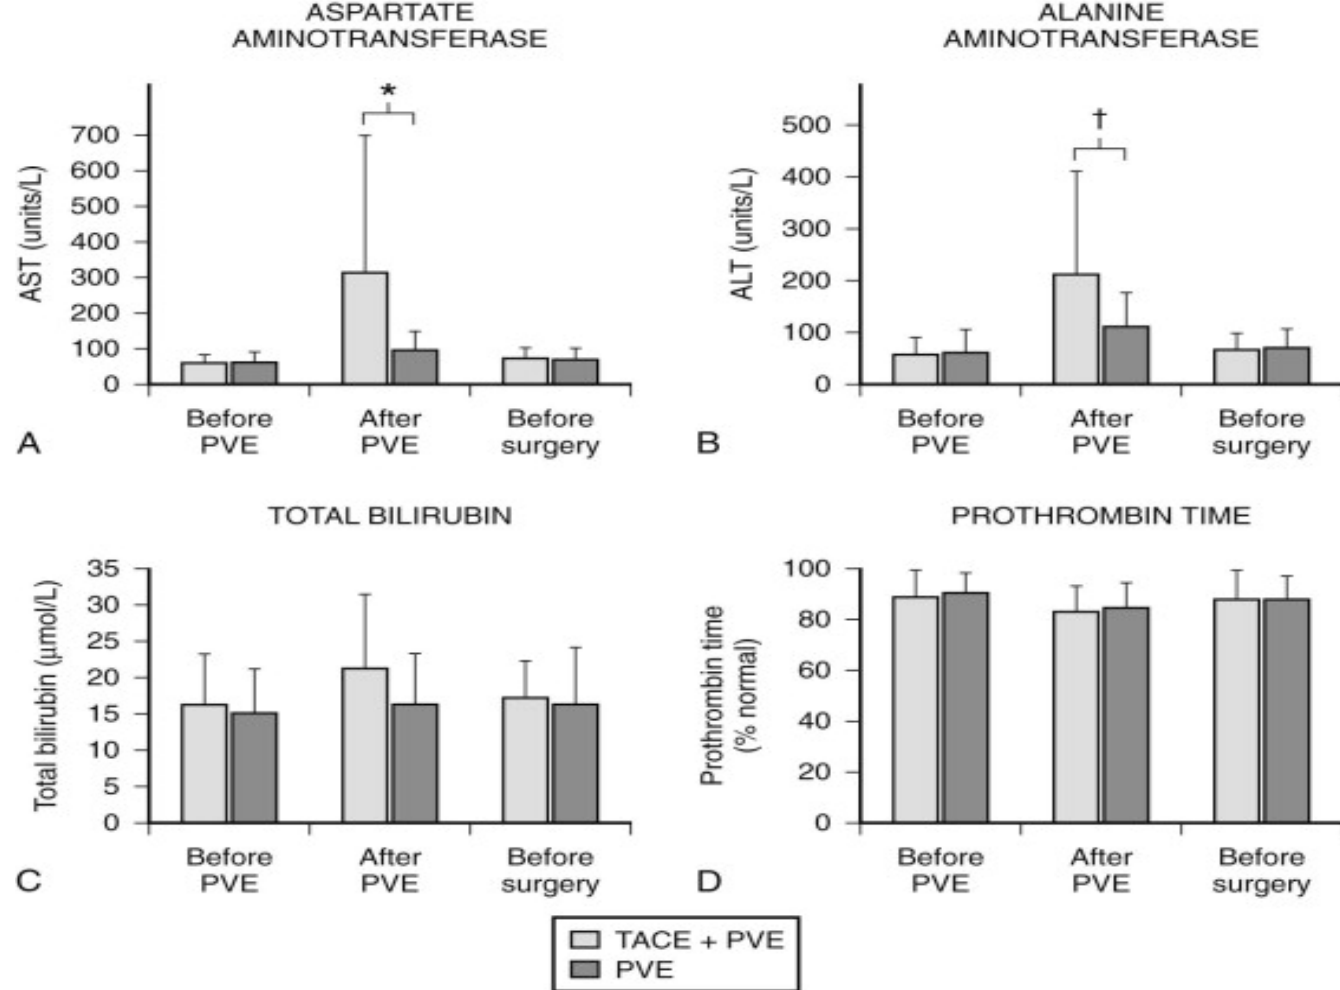 ASPARTATE
AMINOTRANSFERASE
*
AST (units/L)
700
600
500
400
300
200
100
0
Before
PVE
After
PVE
Before
surgery
A
ALANINE
AMINOTRANSFERASE
†
ALT (units/L)
500
400
300
200
100
0
Before
PVE
After
PVE
Before
surgery
B
TOTAL BILIRUBIN
Total bilirubin (µmol/L)
35
30
25
20
15
10
5
0
Before
PVE
After
PVE
Before
surgery
C
PROTHROMBIN TIME
Prothrombin time
(% normal)
100
80
60
40
20
0
Before
PVE
After
PVE
Before
surgery
D
TACE + PVE
PVE